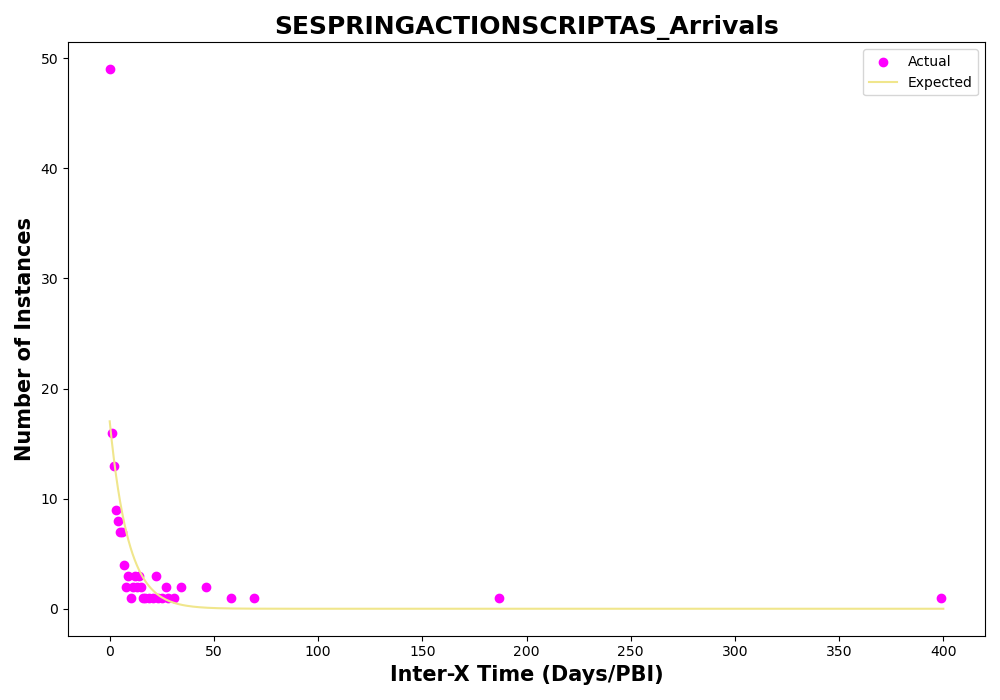 SESPRINGACTIONSCRIPTAS_Arrivals
Actual
Expected
Number of Instances
50
40
30
20
10
0
0 50 100 150 200 250 300 350 400
Inter-X Time (Days/PBI)